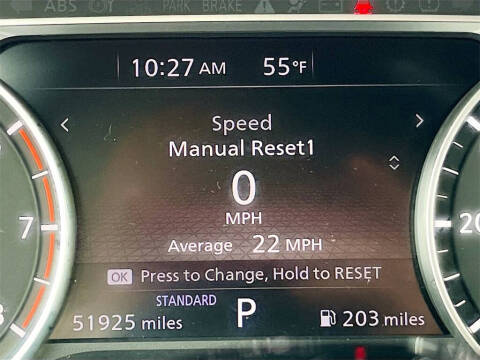 ABS PARK BRAKE
10:27 AM 55°F
< Speed >
Manual Reset1
0
MPH
Average 22 MPH
OK Press to Change, Hold to RESET
STANDARD
51925 miles P 203 miles
7
8
20